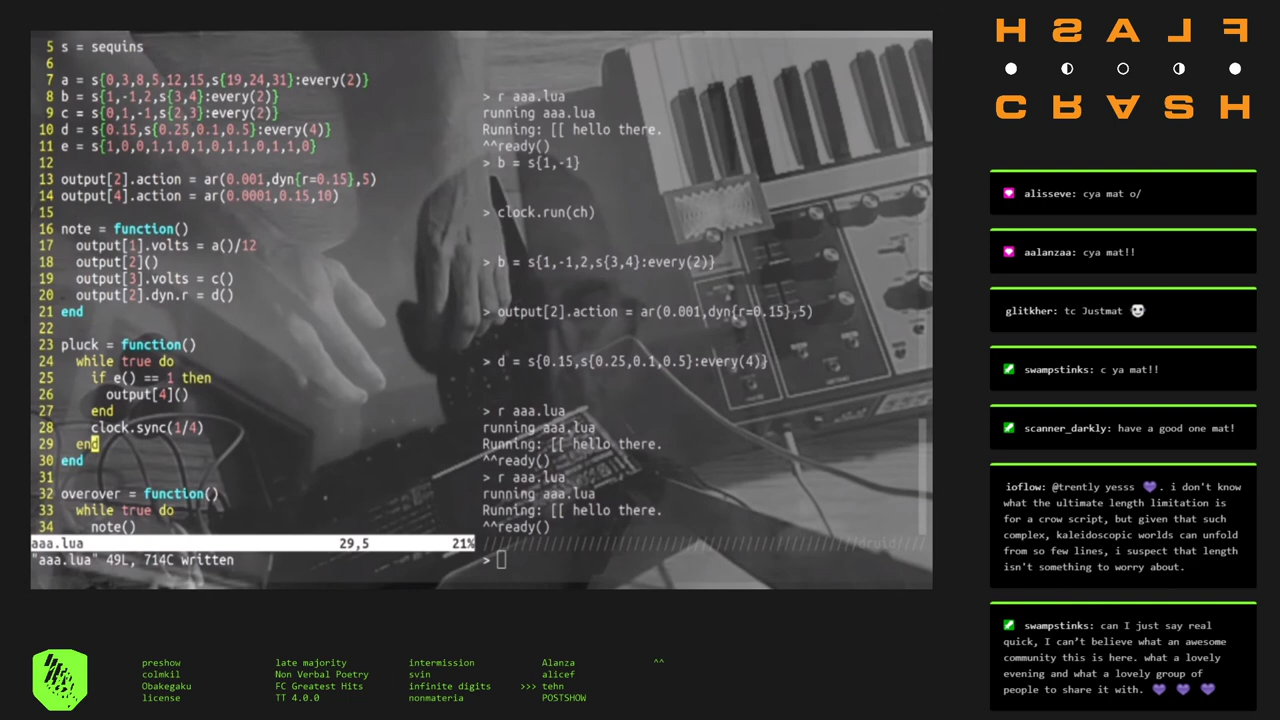 5 s = sequins
6
7 a = s{0,3,8,5,12,15,s{19,24,31}:every(2)}
8 b = s{1,-1,2,s{3,4}:every(2)}
9 c = s{0,1,-1,s{2,3}:every(2)}
10 d = s{0.15,s{0.25,0.1,0.5}:every(4)}
11 e = s{1,0,0,1,1,0,1,0,1,1,0,1,1,0}
12
13 output[2].action = ar(0.001,dyn{r=0.15},5)
14 output[4].action = ar(0.0001,0.15,10)
15
16 note = function()
17 output[1].volts = a()/12
18 output[2]()
19 output[3].volts = c()
20 output[2].dyn.r = d()
21 end
22
23 pluck = function()
24 while true do
25 if e() == 1 then
26 output[4]()
27 end
28 clock.sync(1/4)
29 end
30 end
31
32 overover = function()
33 while true do
34 note()
aaa.lua 29,5 21%
"aaa.lua" 49L, 714C written
> r aaa.lua
running aaa.lua
Running: [[ hello there.
^^ready()
> b = s{1,-1}
> clock.run(ch)
> b = s{1,-1,2,s{3,4}:every(2)}
> output[2].action = ar(0.001,dyn{r=0.15},5)
> d = s{0.15,s{0.25,0.1,0.5}:every(4)}
> r aaa.lua
running aaa.lua
Running: [[ hello there.
^^ready()
> r aaa.lua
running aaa.lua
Running: [[ hello there.
^^ready()
//////////////////////////////////////////druid////
>
FLASH
CRASH
alisseve: cya mat o/
aalanzaa: cya mat!!
glitkher: tc Justmat
swampstinks: c ya mat!!
scanner_darkly: have a good one mat!
ioflow: @trently yesss 💜. i don't know
what the ultimate length limitation is
for a crow script, but given that such
complex, kaleidoscopic worlds can unfold
from so few lines, i suspect that length
isn't something to worry about.
swampstinks: can I just say real
quick, I can't believe what an awesome
community this is here. what a lovely
evening and what a lovely group of
people to share it with. 💜 💜 💜
preshow
colmkil
Obakegaku
license
late majority
Non Verbal Poetry
FC Greatest Hits
TT 4.0.0
intermission
svin
infinite digits
nonmateria
Alanza
alicef
>>> tehn
POSTSHOW
^^